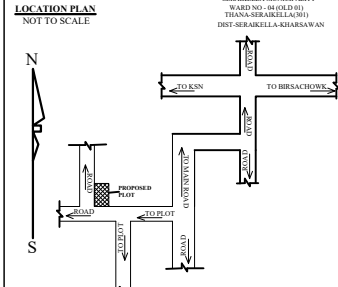 LOCATION PLAN
NOT TO SCALE
WARD NO - 04 (OLD 01)
THANA-SERAIKELLA(301)
DIST-SERAIKELLA-KHARSAWAN
N
ROAD
TO KSN
TO BIRSACHOWK
ROAD
ROAD
TO MAIN ROAD
ROAD
PROPOSED
PLOT
ROAD
TO PLOT
TO PLOT
ROAD
S